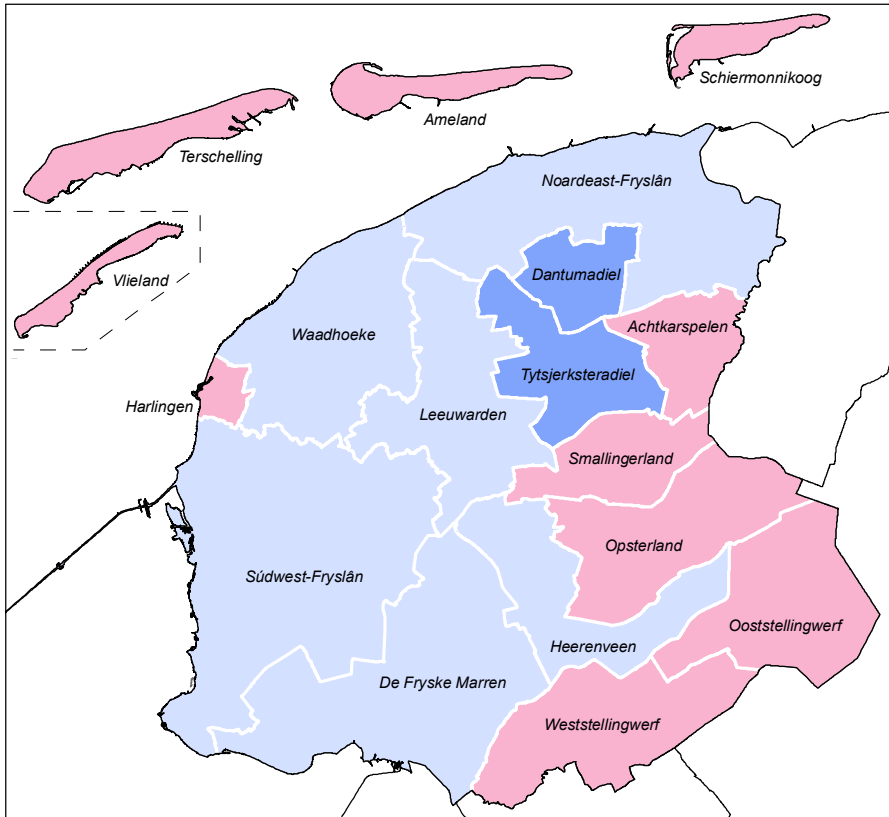 Schiermonnikoog
Ameland
Terschelling
Noardeast-Fryslân
Vlieland
Dantumadiel
Waadhoeke
Achtkarspelen
Tytsjerksteradiel
Harlingen
Leeuwarden
Smallingerland
Opsterland
Súdwest-Fryslân
Ooststellingwerf
Heerenveen
De Fryske Marren
Weststellingwerf